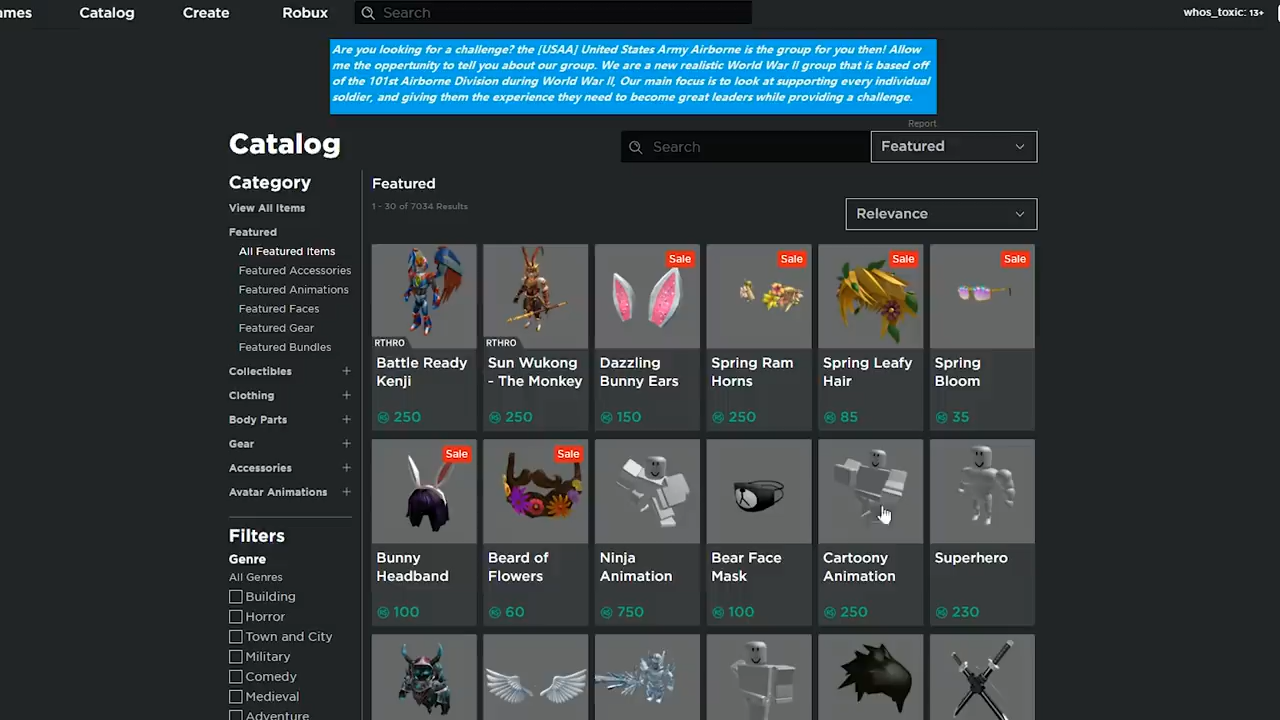 ames
Catalog
Create
Robux
Search
whos_toxic: 13+
Are you looking for a challenge? the [USAA] United States Army Airborne is the group for you then! Allow
me the oppertunity to tell you about our group. We are a new realistic World War II group that is based off
of the 101st Airborne Division during World War II, Our main focus is to look at supporting every individual
soldier, and giving them the experience they need to become great leaders while providing a challenge.
Report
Catalog
Search
Featured
Category
View All Items
Featured
All Featured Items
Featured Accessories
Featured Animations
Featured Faces
Featured Gear
Featured Bundles
Collectibles +
Clothing +
Body Parts +
Gear +
Accessories +
Avatar Animations +
Filters
Genre
All Genres
Building
Horror
Town and City
Military
Comedy
Medieval
Adventure
Featured
1 - 30 of 7034 Results
Relevance
RTHRO
Battle Ready
Kenji
250
RTHRO
Sun Wukong
- The Monkey
250
Sale
Dazzling
Bunny Ears
150
Sale
Spring Ram
Horns
250
Sale
Spring Leafy
Hair
85
Sale
Spring
Bloom
35
Sale
Bunny
Headband
100
Sale
Beard of
Flowers
60
Ninja
Animation
750
Bear Face
Mask
100
Cartoony
Animation
250
Superhero
230